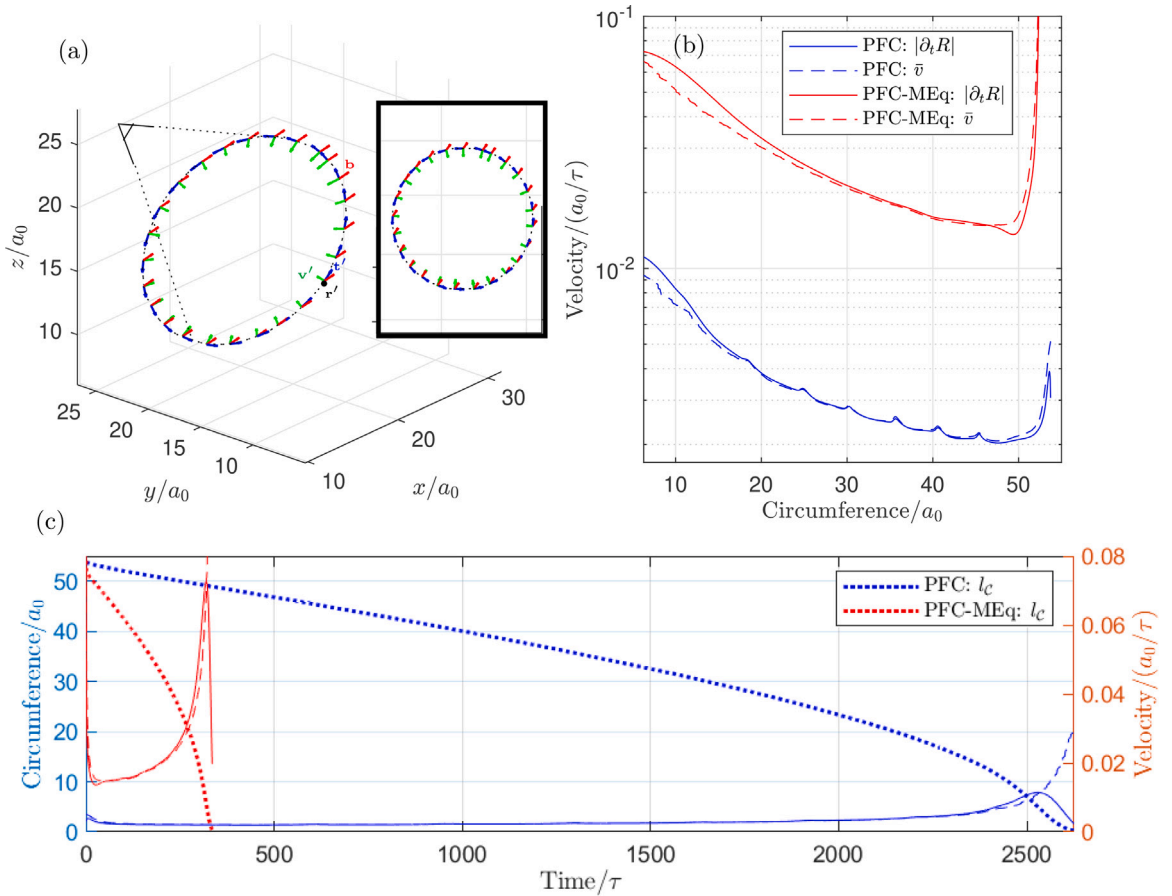 (a)
25
20
15
10
z/a₀
25
20
15
10
y/a₀
10
20
30
x/a₀
b
v′
t′
r′
(b)
10⁻¹
10⁻²
Velocity/(a₀/τ)
PFC: |∂ₜR|
PFC: v̄
PFC-MEq: |∂ₜR|
PFC-MEq: v̄
10
20
30
40
50
Circumference/a₀
(c)
50
40
30
20
10
0
Circumference/a₀
PFC: l_𝒞
PFC-MEq: l_𝒞
0.08
0.06
0.04
0.02
0
Velocity/(a₀/τ)
0
500
1000
1500
2000
2500
Time/τ